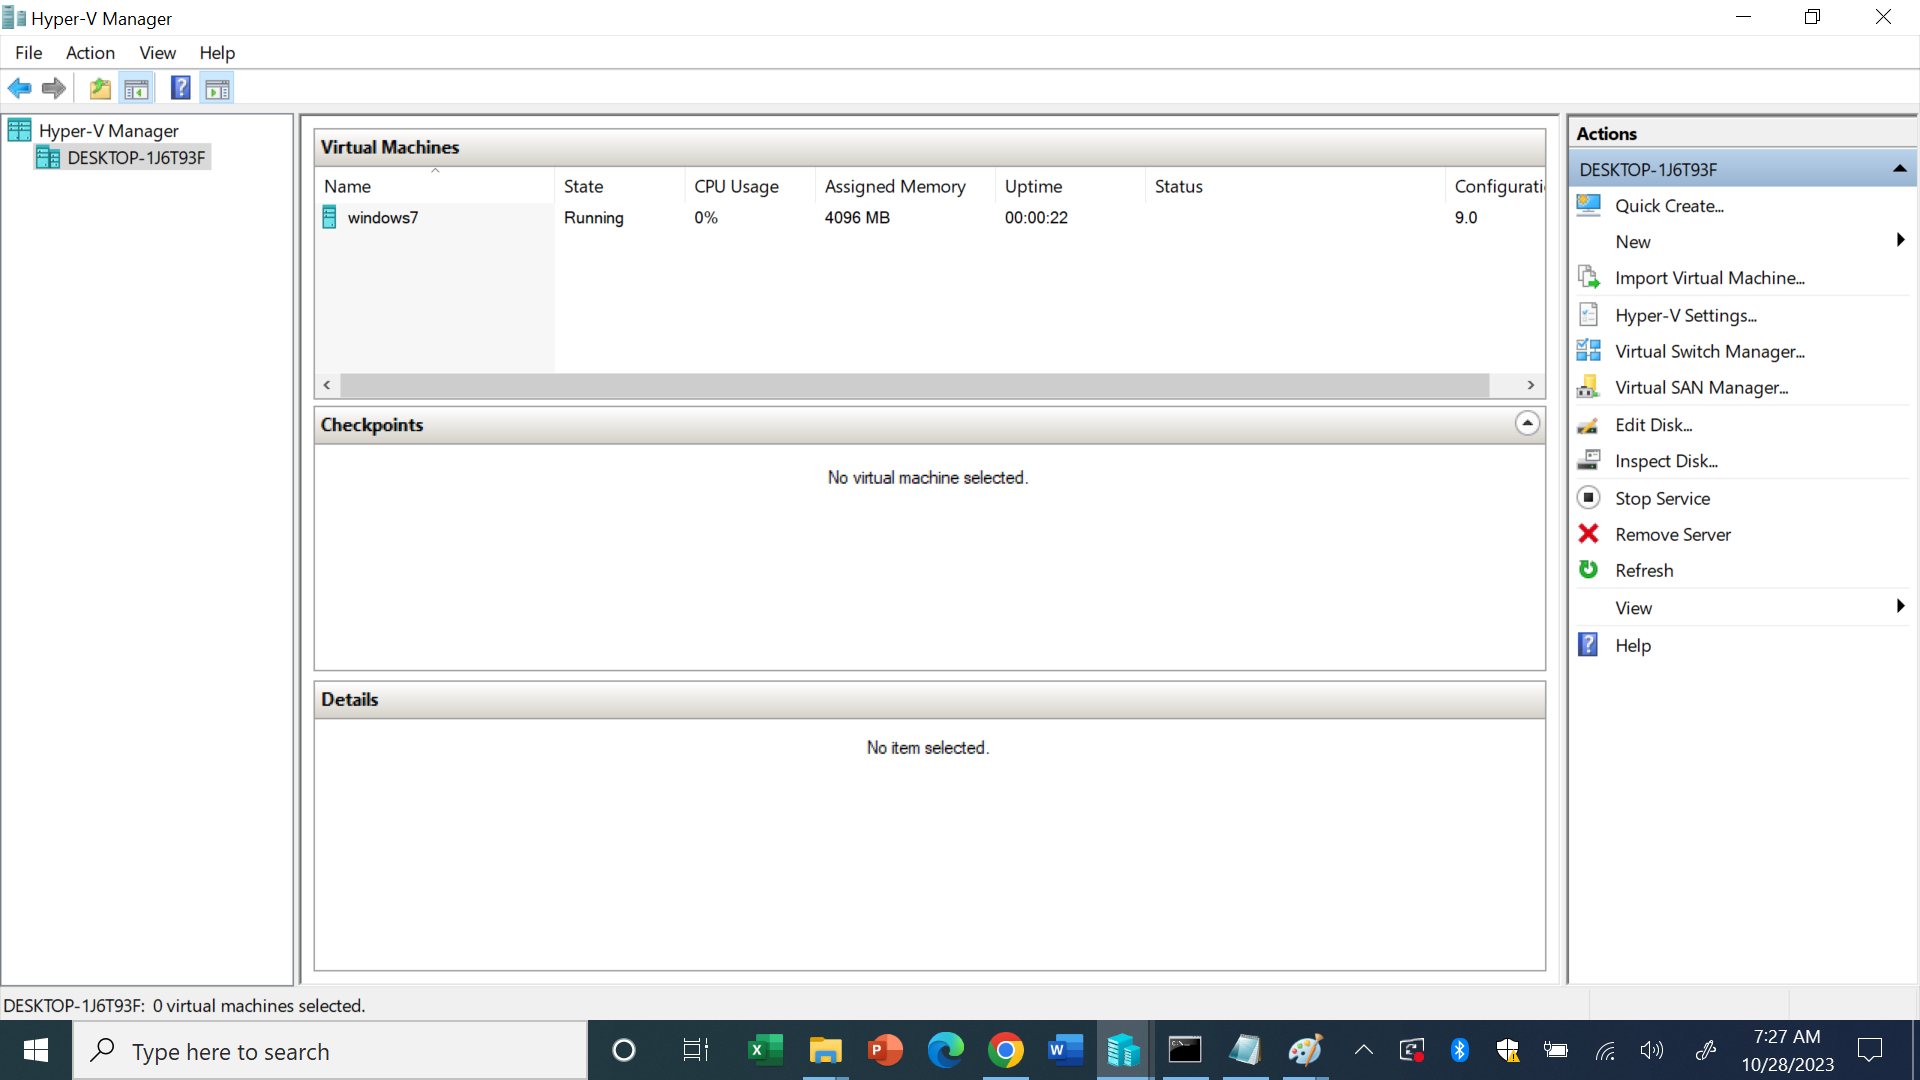 Hyper-V Manager
File Action View Help
Hyper-V Manager
DESKTOP-1J6T93F
Virtual Machines
Name State CPU Usage Assigned Memory Uptime Status Configurati
windows7 Running 0% 4096 MB 00:00:22 9.0
Checkpoints
No virtual machine selected.
Details
No item selected.
Actions
DESKTOP-1J6T93F
Quick Create...
New
Import Virtual Machine...
Hyper-V Settings...
Virtual Switch Manager...
Virtual SAN Manager...
Edit Disk...
Inspect Disk...
Stop Service
Remove Server
Refresh
View
Help
DESKTOP-1J6T93F: 0 virtual machines selected.
Type here to search
7:27 AM
10/28/2023